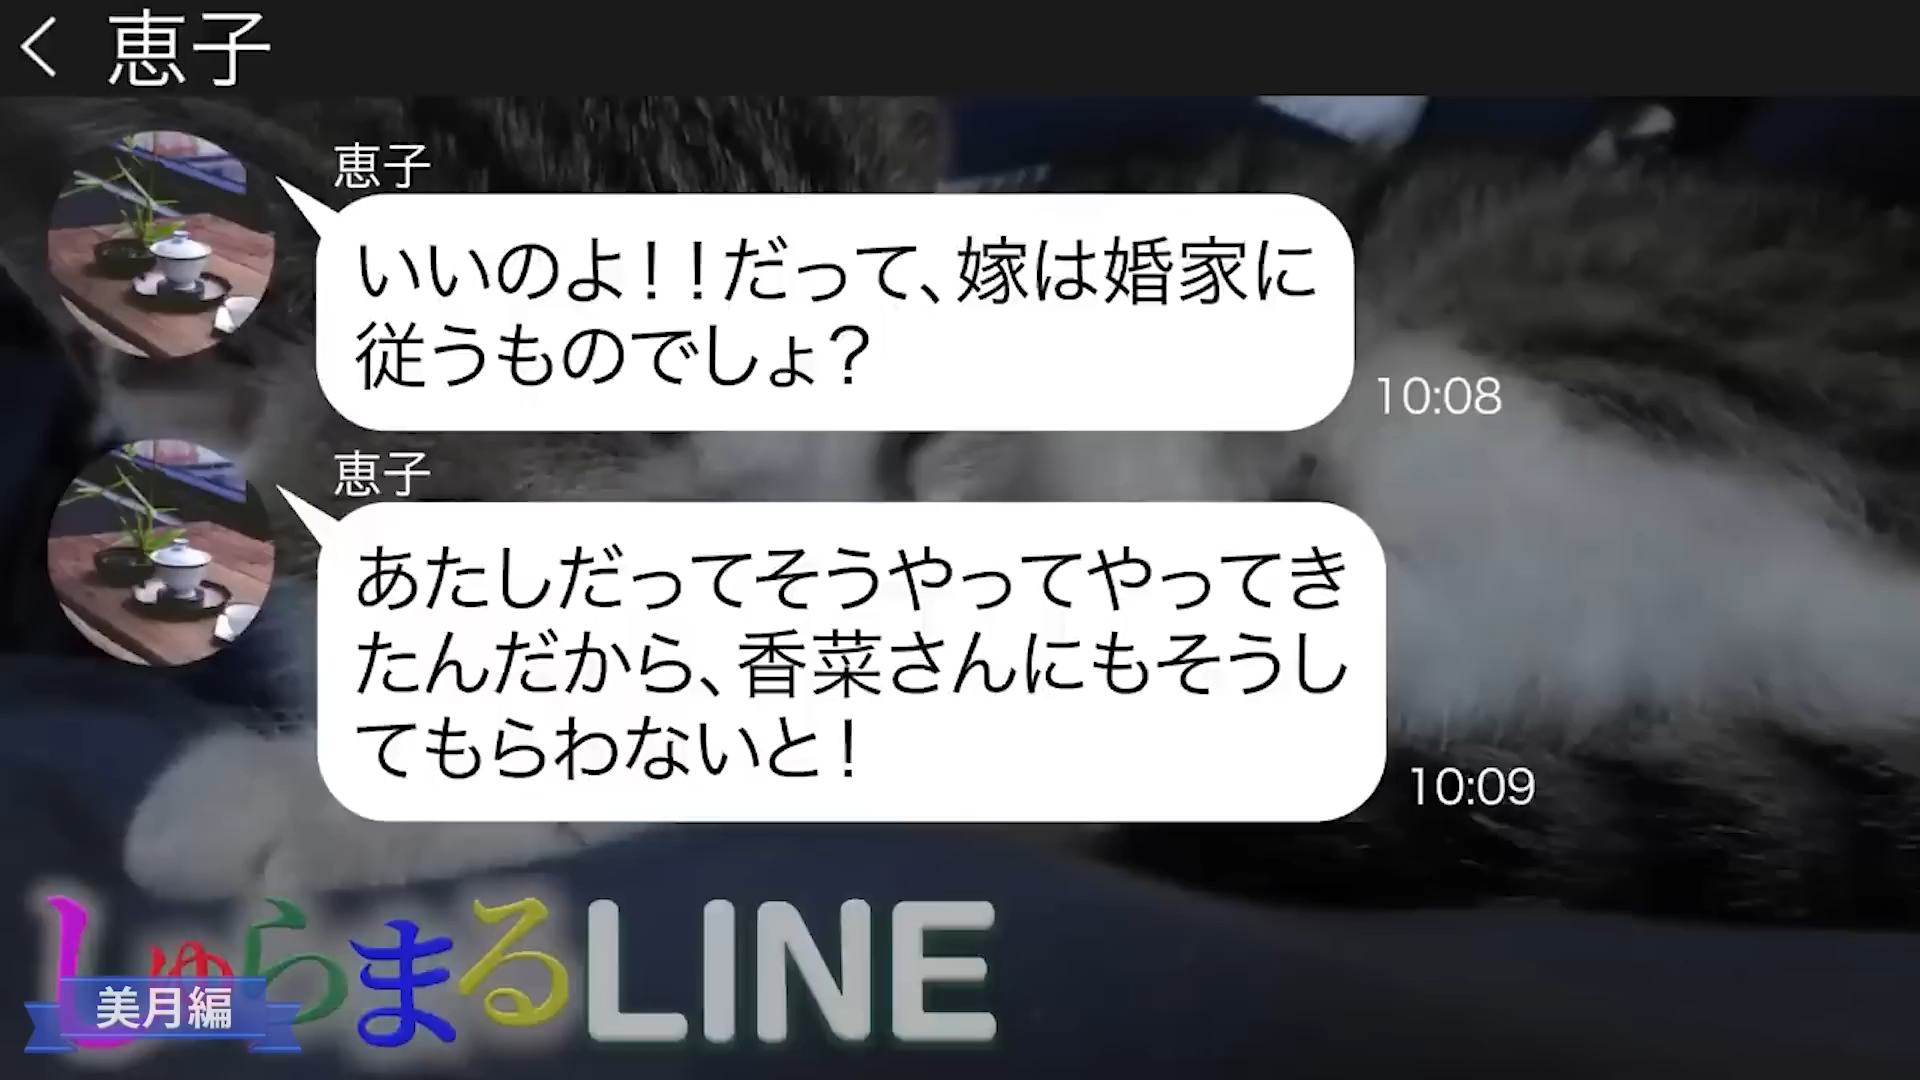 恵子
恵子
いいのよ！！だって、嫁は婚家に
従うものでしょ？
10:08
恵子
あたしだってそうやってやってき
たんだから、香菜さんにもそうし
てもらわないと！
10:09
しゅらまるLINE
美月編